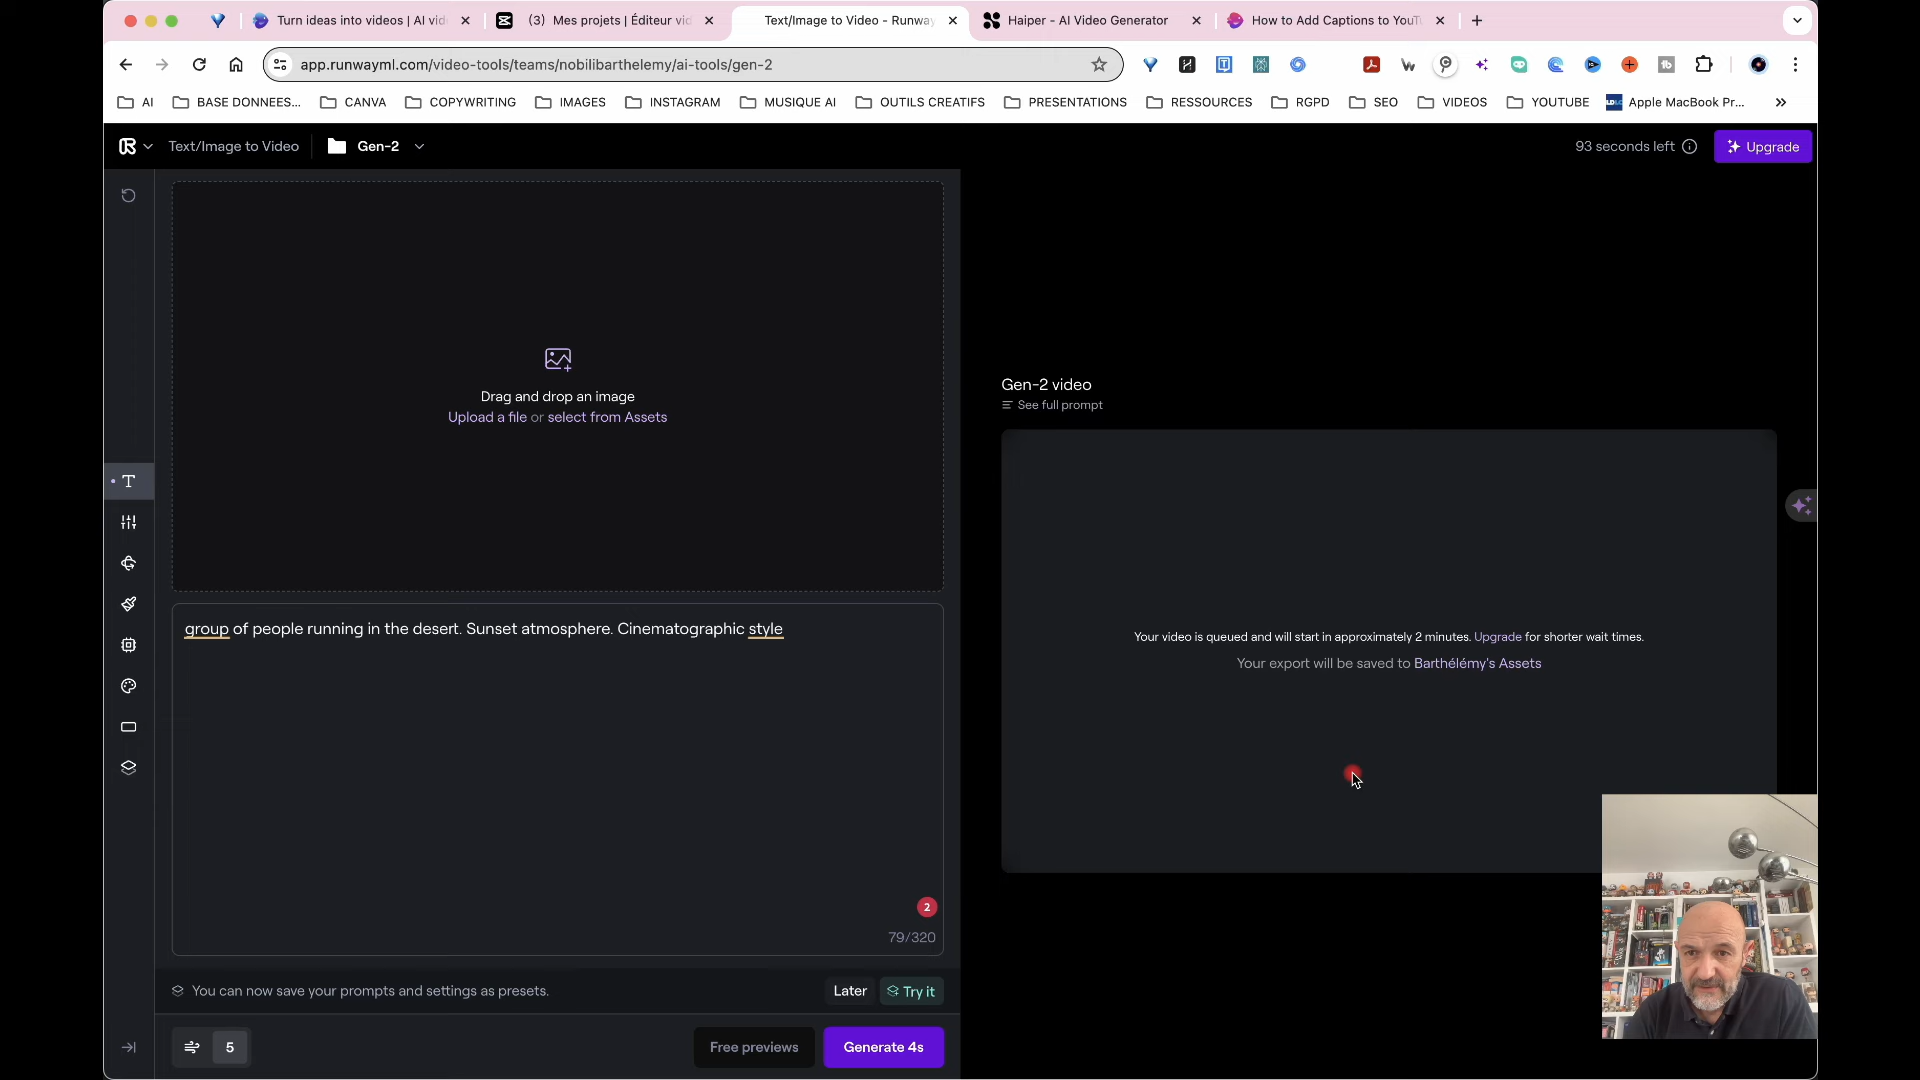 Turn ideas into videos | AI vid
(3) Mes projets | Éditeur vid
Text/Image to Video - Runway
Haiper - AI Video Generator
How to Add Captions to YouT
app.runwayml.com/video-tools/teams/nobilibarthelemy/ai-tools/gen-2
AI
BASE DONNEES...
CANVA
COPYWRITING
IMAGES
INSTAGRAM
MUSIQUE AI
OUTILS CREATIFS
PRESENTATIONS
RESSOURCES
RGPD
SEO
VIDEOS
YOUTUBE
Apple MacBook Pr...
Text/Image to Video
Gen-2
93 seconds left
Upgrade
Drag and drop an image
Upload a file or select from Assets
group of people running in the desert. Sunset atmosphere. Cinematographic style
2
79/320
You can now save your prompts and settings as presets.
Later
Try it
5
Free previews
Generate 4s
Gen-2 video
See full prompt
Your video is queued and will start in approximately 2 minutes. Upgrade for shorter wait times.
Your export will be saved to Barthélémy's Assets